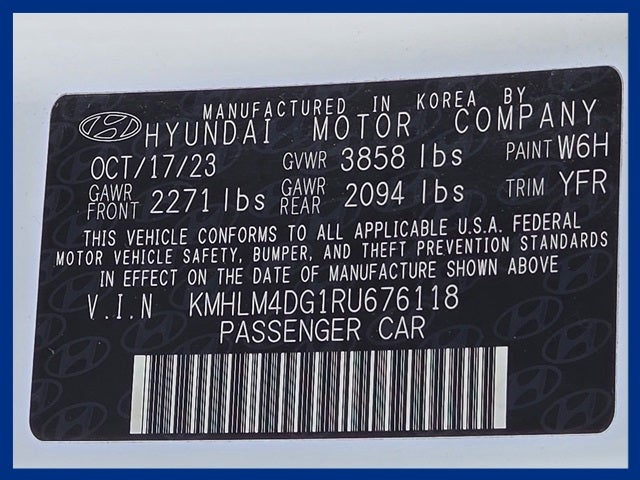 MANUFACTURED IN KOREA BY
HYUNDAI MOTOR COMPANY
OCT/17/23 GVWR 3858 lbs PAINT W6H
GAWR FRONT 2271 lbs GAWR REAR 2094 lbs TRIM YFR
THIS VEHICLE CONFORMS TO ALL APPLICABLE U.S.A. FEDERAL
MOTOR VEHICLE SAFETY, BUMPER, AND THEFT PREVENTION STANDARDS
IN EFFECT ON THE DATE OF MANUFACTURE SHOWN ABOVE
V.I.N KMHLM4DG1RU676118
PASSENGER CAR